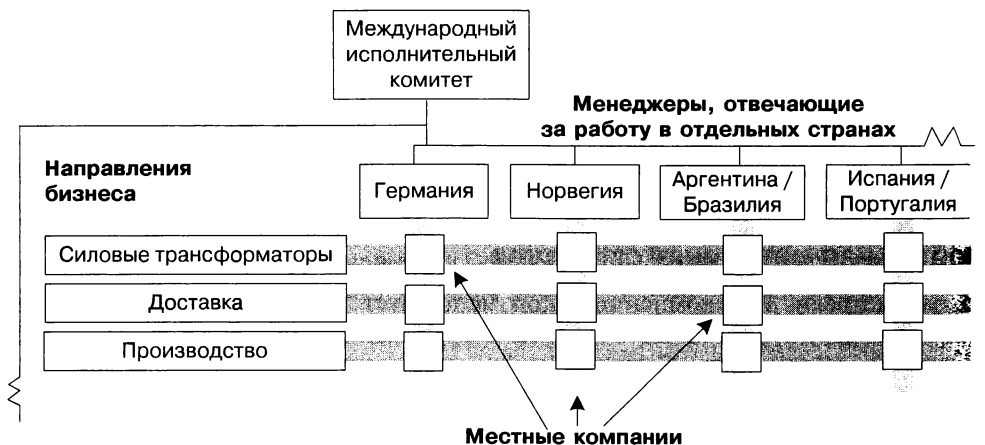 Международный
исполнительный
комитет
Менеджеры, отвечающие
за работу в отдельных странах
Направления
бизнеса
Германия
Норвегия
Аргентина /
Бразилия
Испания /
Португалия
Силовые трансформаторы
Доставка
Производство
Местные компании